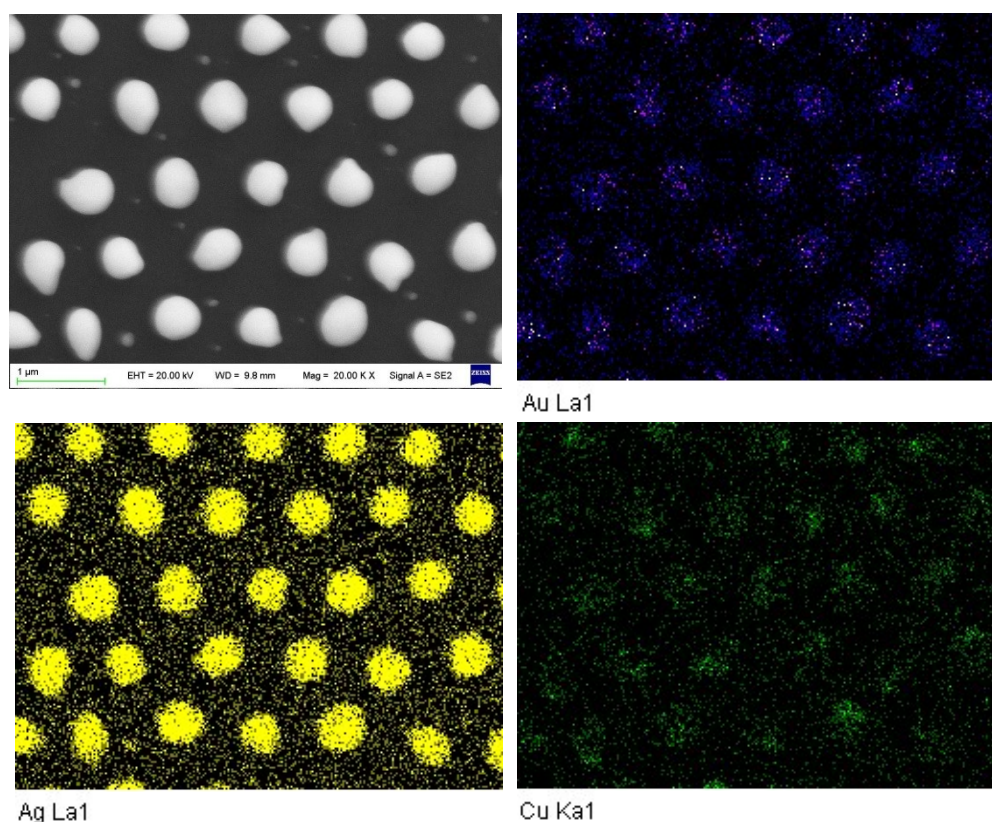 1 µm
EHT = 20.00 kV WD = 9.8 mm Mag = 20.00 K X Signal A = SE2 ZEISS
Au La1
Ag La1
Cu Ka1